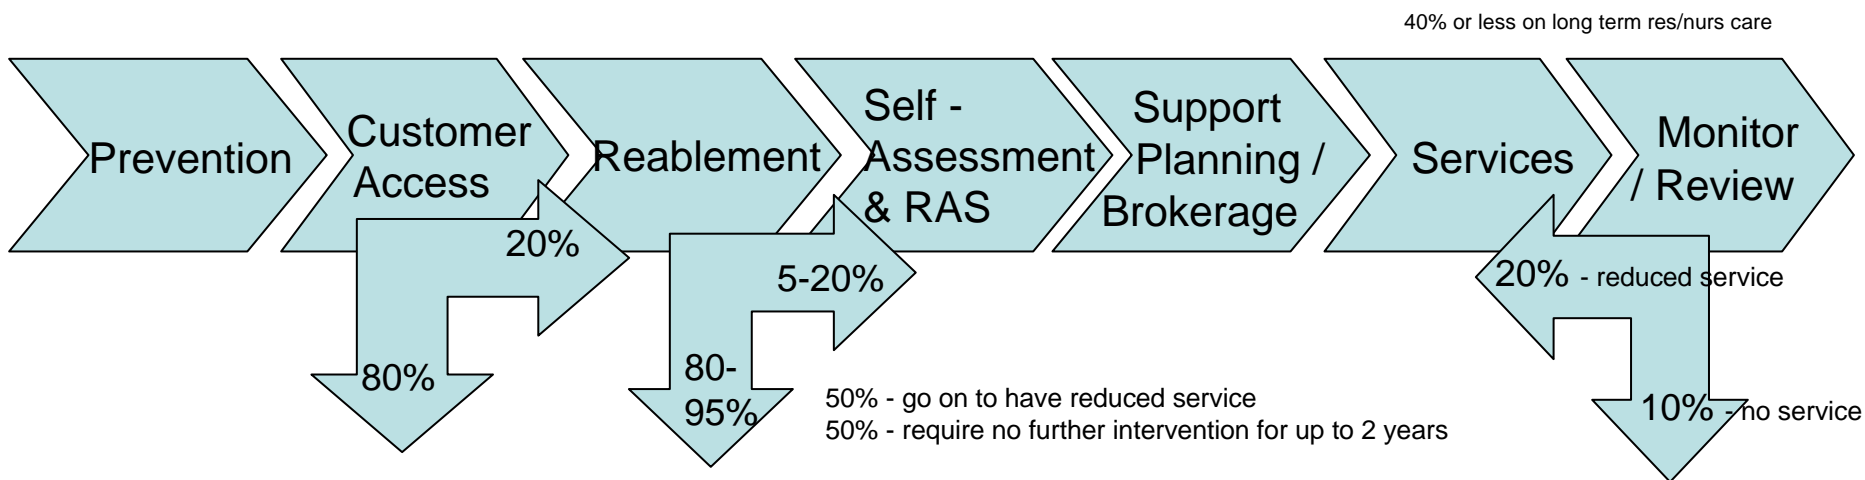 40% or less on long term res/nurs care
Prevention
Customer
Access
Reablement
Self -
Assessment
& RAS
Support
Planning /
Brokerage
Services
Monitor
/ Review
20%
80%
5-20%
80-
95%
50% - go on to have reduced service
50% - require no further intervention for up to 2 years
20% - reduced service
10% - no service